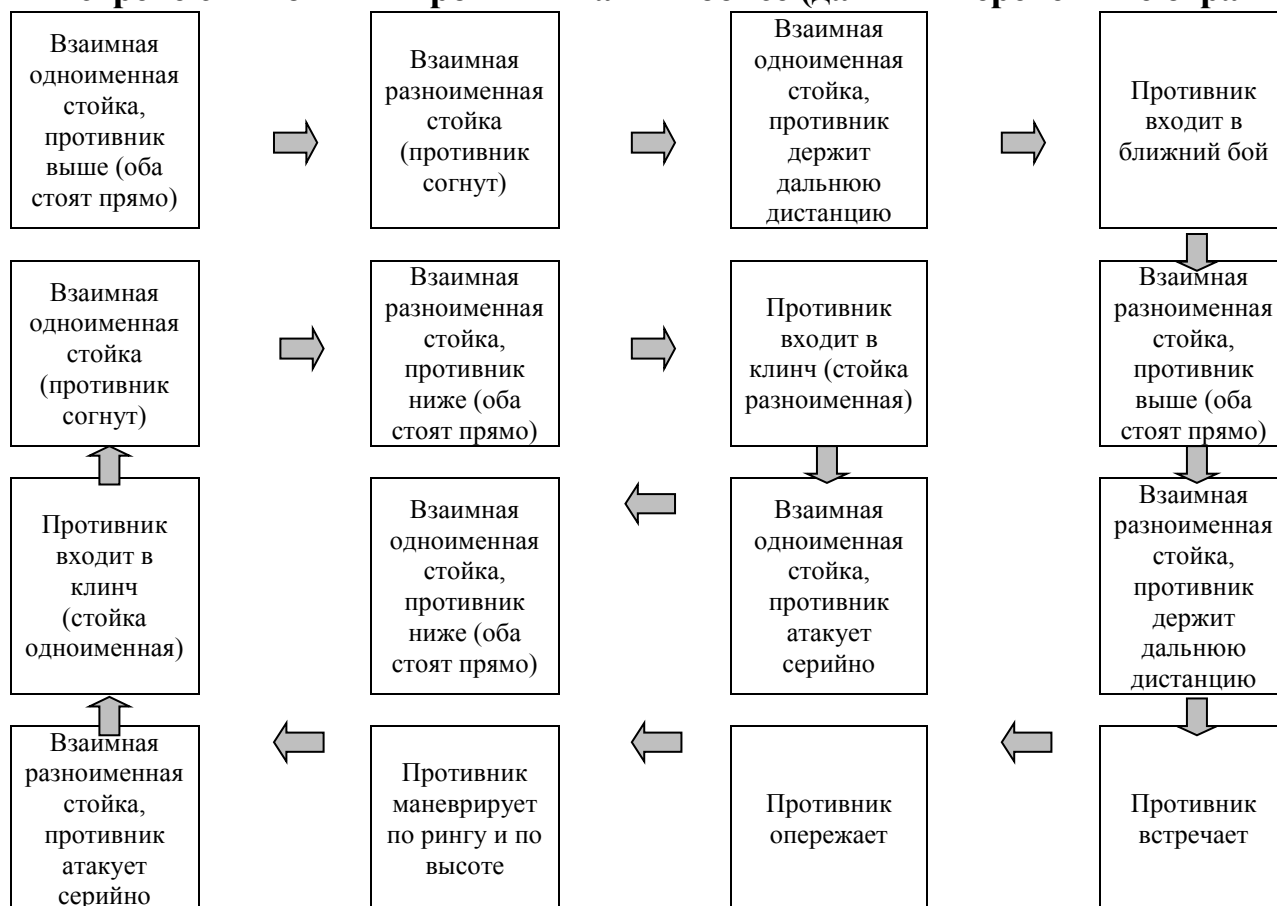 Взаимная
одноименная
стойка,
противник
выше (оба
стоят прямо)
Взаимная
разноименная
стойка
(противник
согнут)
Взаимная
одноименная
стойка,
противник
держит
дальнюю
дистанцию
Противник
входит в
ближний бой
Взаимная
одноименная
стойка
(противник
согнут)
Взаимная
разноименная
стойка,
противник
ниже (оба
стоят прямо)
Противник
входит в
клинч (стойка
разноименная)
Взаимная
разноименная
стойка,
противник
выше (оба
стоят прямо)
Противник
входит в
клинч
(стойка
одноименная)
Взаимная
одноименная
стойка,
противник
ниже (оба
стоят прямо)
Взаимная
одноименная
стойка,
противник
атакует
серийно
Взаимная
разноименная
стойка,
противник
держит
дальнюю
дистанцию
Взаимная
разноименная
стойка,
противник
атакует
серийно
Противник
маневрирует
по рингу и по
высоте
Противник
опережает
Противник
встречает